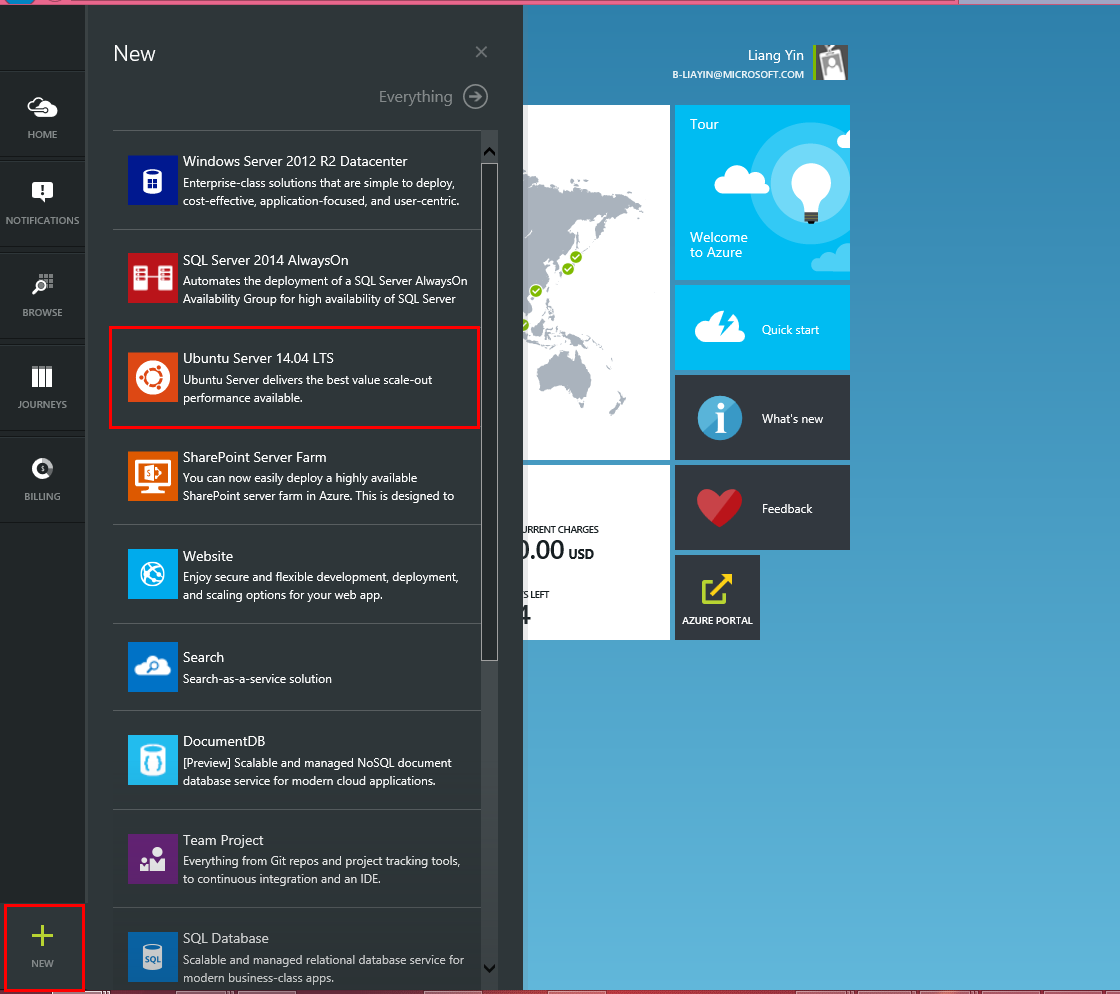 HOME
NOTIFICATIONS
BROWSE
JOURNEYS
BILLING
NEW
New
Everything
Windows Server 2012 R2 Datacenter
Enterprise-class solutions that are simple to deploy,
cost-effective, application-focused, and user-centric.
SQL Server 2014 AlwaysOn
Automates the deployment of a SQL Server AlwaysOn
Availability Group for high availability of SQL Server
Ubuntu Server 14.04 LTS
Ubuntu Server delivers the best value scale-out
performance available.
SharePoint Server Farm
You can now easily deploy a highly available
SharePoint server farm in Azure. This is designed to
Website
Enjoy secure and flexible development, deployment,
and scaling options for your web app.
Search
Search-as-a-service solution
DocumentDB
[Preview] Scalable and managed NoSQL document
database service for modern cloud applications.
Team Project
Everything from Git repos and project tracking tools,
to continuous integration and an IDE.
SQL
SQL Database
Scalable and managed relational database service for
modern business-class apps.
Liang Yin
B-LIAYIN@MICROSOFT.COM
Tour
Welcome
to Azure
Quick start
What's new
Feedback
AZURE PORTAL
URRENT CHARGES
0.00 USD
'S LEFT
4